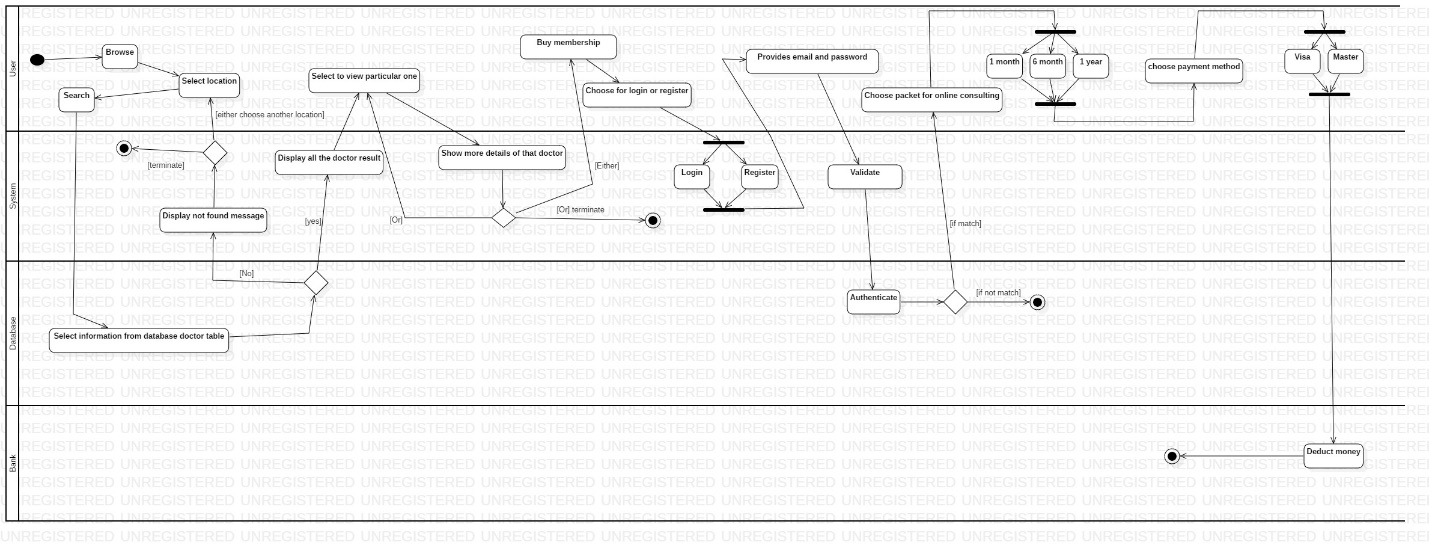 User
Browse
Select location
Search
[either choose another location]
Select to view particular one
Buy membership
Choose for login or register
Provides email and password
Choose packet for online consulting
1 month
6 month
1 year
choose payment method
Visa
Master
System
[terminate]
Display not found message
Display all the doctor result
[yes]
[Or]
Show more details of that doctor
[Either]
[Or] terminate
Login
Register
Validate
[if match]
Database
[No]
Select information from database doctor table
Authenticate
[if not match]
Bank
Deduct money
UNREGISTERED